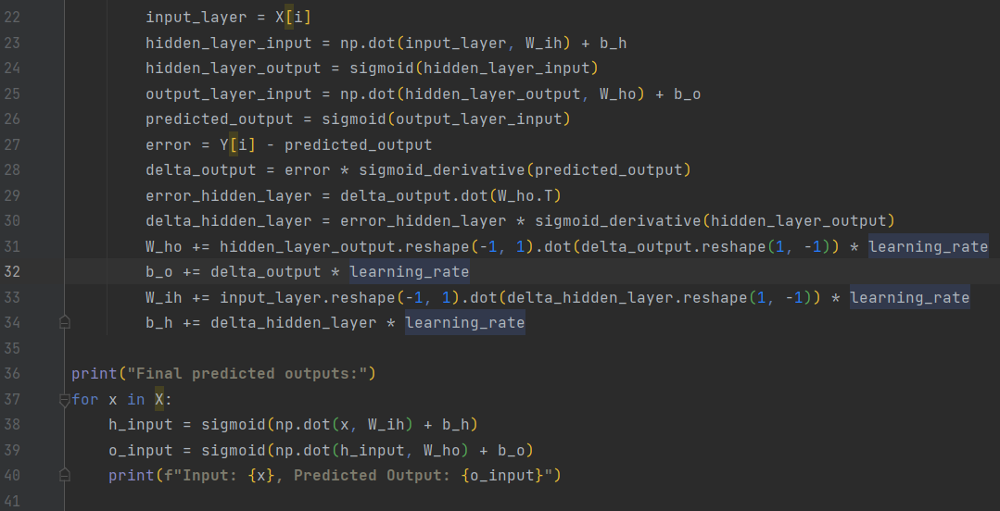 22 input_layer = X[i]
23 hidden_layer_input = np.dot(input_layer, W_ih) + b_h
24 hidden_layer_output = sigmoid(hidden_layer_input)
25 output_layer_input = np.dot(hidden_layer_output, W_ho) + b_o
26 predicted_output = sigmoid(output_layer_input)
27 error = Y[i] - predicted_output
28 delta_output = error * sigmoid_derivative(predicted_output)
29 error_hidden_layer = delta_output.dot(W_ho.T)
30 delta_hidden_layer = error_hidden_layer * sigmoid_derivative(hidden_layer_output)
31 W_ho += hidden_layer_output.reshape(-1, 1).dot(delta_output.reshape(1, -1)) * learning_rate
32 b_o += delta_output * learning_rate
33 W_ih += input_layer.reshape(-1, 1).dot(delta_hidden_layer.reshape(1, -1)) * learning_rate
34 b_h += delta_hidden_layer * learning_rate
35
36 print("Final predicted outputs:")
37 for x in X:
38 h_input = sigmoid(np.dot(x, W_ih) + b_h)
39 o_input = sigmoid(np.dot(h_input, W_ho) + b_o)
40 print(f"Input: {x}, Predicted Output: {o_input}")
41